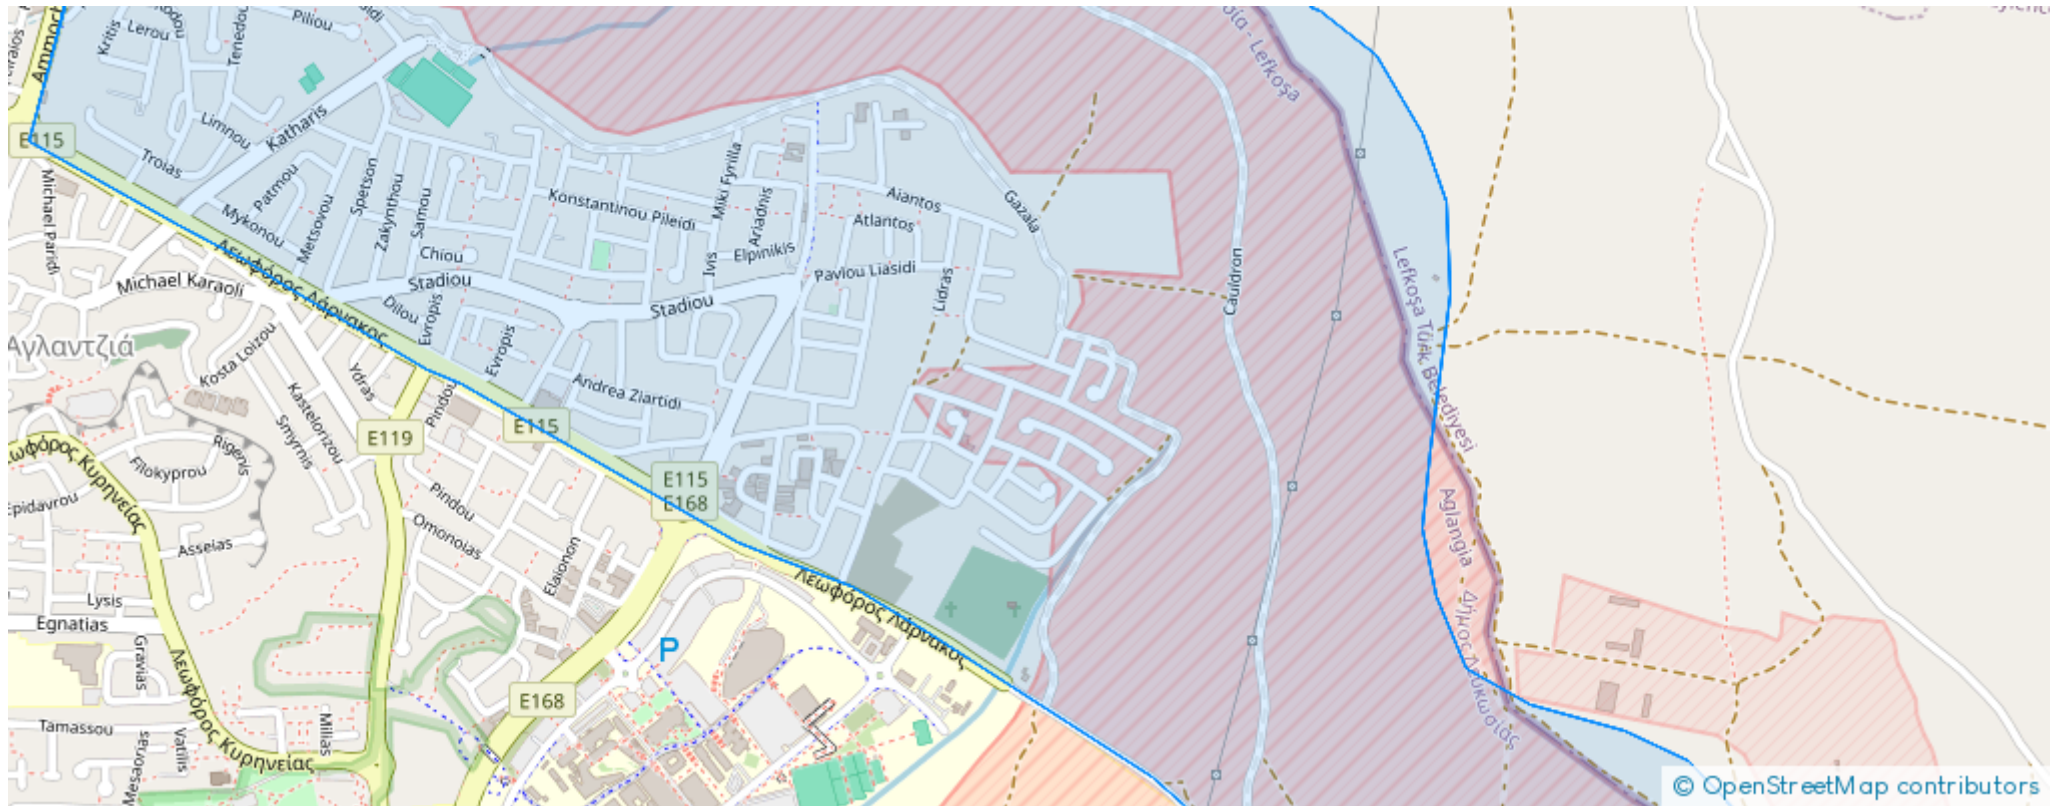 Piliou
Lerou
Kritis
Tenedou
E115
Limnou
Katharis
Troias
Patmou
Mykonou
Metsovou
Spetson
Zakynthou
Samou
Chiou
Stadiou
Konstantinou Pileidi
Miki Fyrilla
Ariadnis
Ivis
Elpinikis
Aiantos
Atlantos
Pavlou Liasidi
Lidras
Gazala
Cauldron
Lefkoşa Türk Belediyesi
Michael Paridi
Michael Karaoli
Λεωφόρος Λάρνακος
Dilou
Evropis
Evropis
Stadiou
Αγλαντζιά
Kosta Loizou
Ydras
Kastelorizou
Smyrnis
Pindou
Andrea Ziartidi
E119
E115
E115
E168
Rigenis
Filokyprou
Epidavrou
Λεωφόρος Κυρηνείας
Asseias
Pindou
Omonoias
Elaionon
Aglangia
Δήμος Λευκωσίας
Λεωφόρος Λάρνακος
Lysis
Egnatias
Gravias
P
E168
Tamassou
Vatilis
Mesaorias
Milias
Λεωφόρος Κυρηνείας
© OpenStreetMap contributors